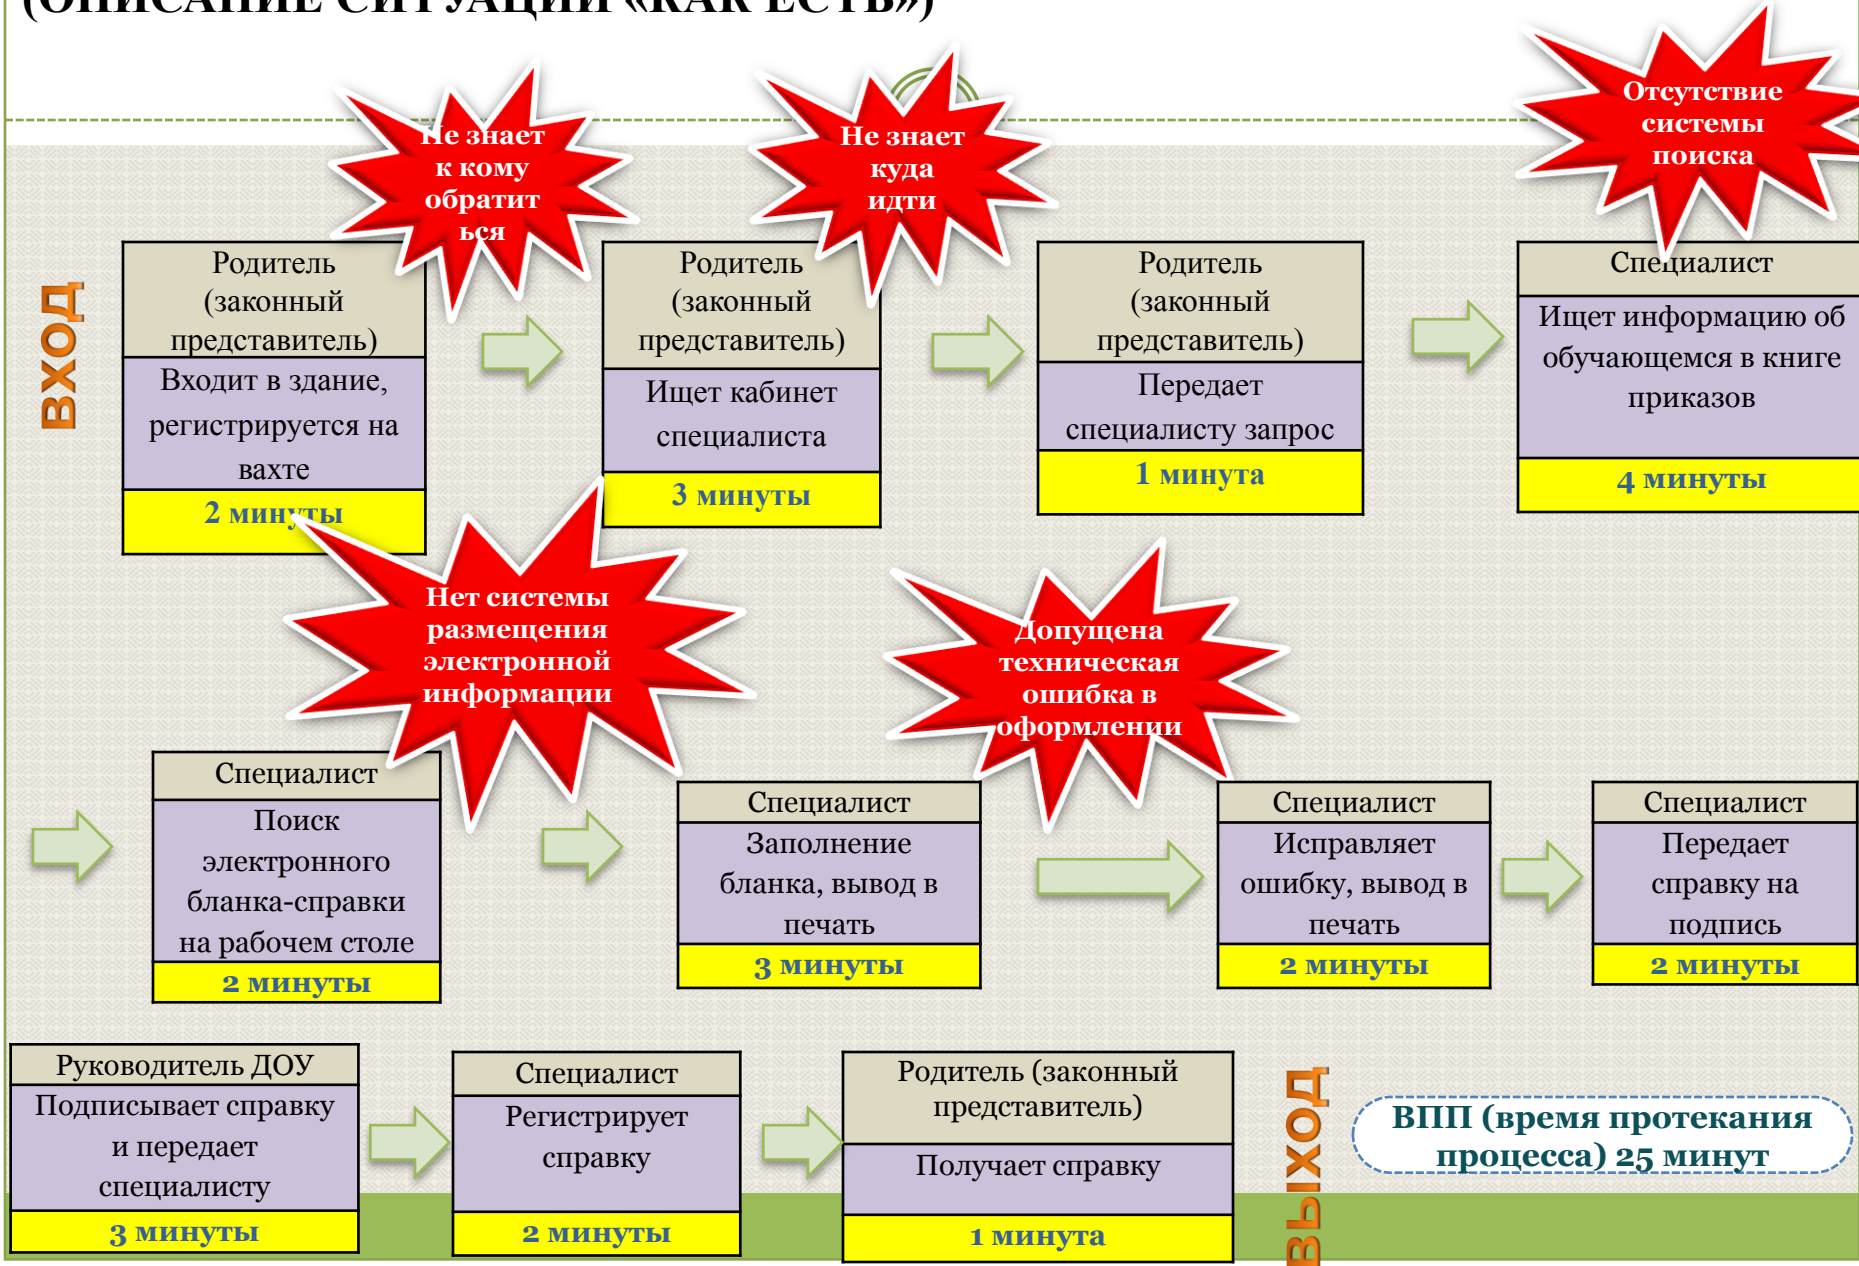 (ОПИСАНИЕ СИТУАЦИИ «КАК ЕСТЬ»)
Не знает
к кому
обратит
ься
Не знает
куда
идти
Отсутствие
системы
поиска
ВХОД
Родитель
(законный
представитель)
Входит в здание,
регистрируется на
вахте
2 минуты
Родитель
(законный
представитель)
Ищет кабинет
специалиста
3 минуты
Родитель
(законный
представитель)
Передает
специалисту запрос
1 минута
Специалист
Ищет информацию об
обучающемся в книге
приказов
4 минуты
Нет системы
размещения
электронной
информации
Допущена
техническая
ошибка в
оформлении
Специалист
Поиск
электронного
бланка-справки
на рабочем столе
2 минуты
Специалист
Заполнение
бланка, вывод в
печать
3 минуты
Специалист
Исправляет
ошибку, вывод в
печать
2 минуты
Специалист
Передает
справку на
подпись
2 минуты
Руководитель ДОУ
Подписывает справку
и передает
специалисту
3 минуты
Специалист
Регистрирует
справку
2 минуты
Родитель (законный
представитель)
Получает справку
1 минута
ВЫХОД
ВПП (время протекания
процесса) 25 минут